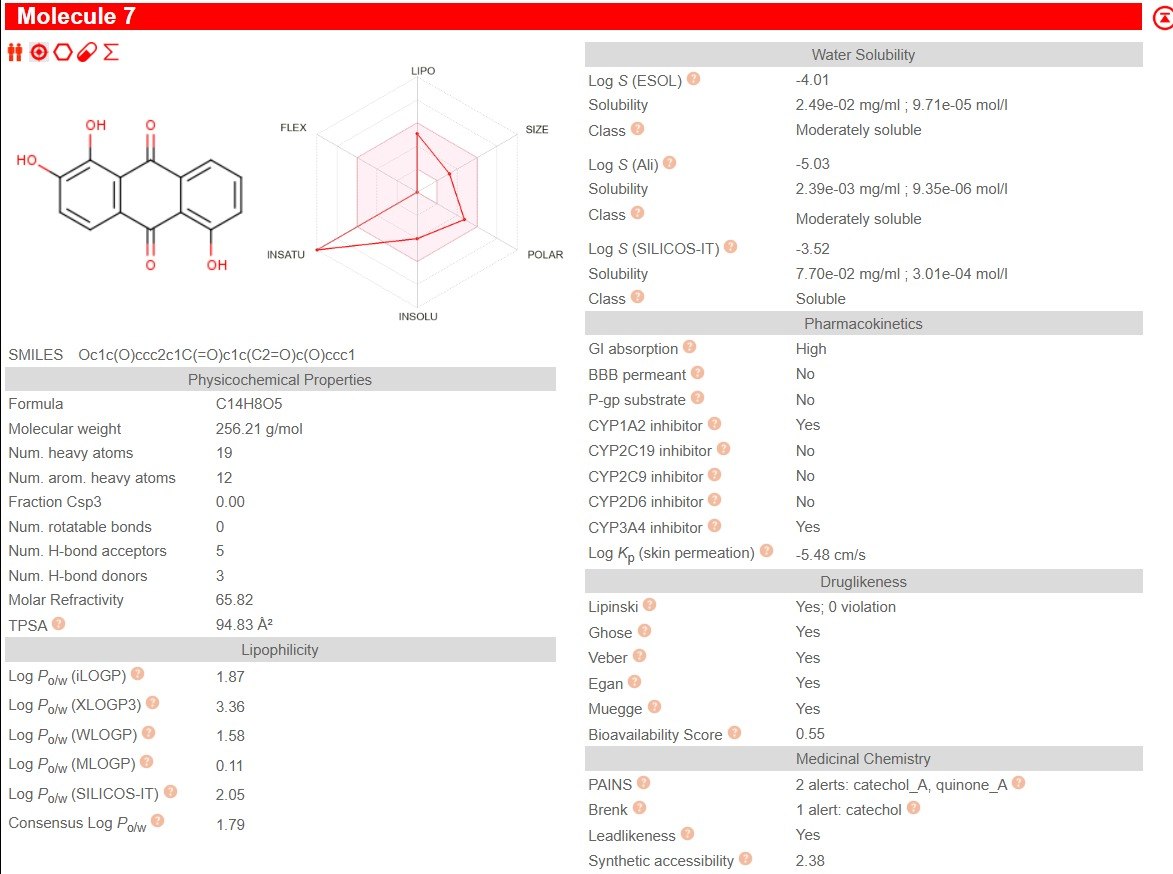 Molecule 7
OH
O
HO
O
OH
LIPO
FLEX
SIZE
INSATU
POLAR
INSOLU
SMILES Oc1c(O)ccc2c1C(=O)c1c(C2=O)c(O)ccc1
Physicochemical Properties
Formula C14H8O5
Molecular weight 256.21 g/mol
Num. heavy atoms 19
Num. arom. heavy atoms 12
Fraction Csp3 0.00
Num. rotatable bonds 0
Num. H-bond acceptors 5
Num. H-bond donors 3
Molar Refractivity 65.82
TPSA ? 94.83 Å²
Lipophilicity
Log Po/w (iLOGP) ? 1.87
Log Po/w (XLOGP3) ? 3.36
Log Po/w (WLOGP) ? 1.58
Log Po/w (MLOGP) ? 0.11
Log Po/w (SILICOS-IT) ? 2.05
Consensus Log Po/w ? 1.79
Water Solubility
Log S (ESOL) ? -4.01
Solubility 2.49e-02 mg/ml ; 9.71e-05 mol/l
Class ? Moderately soluble
Log S (Ali) ? -5.03
Solubility 2.39e-03 mg/ml ; 9.35e-06 mol/l
Class ? Moderately soluble
Log S (SILICOS-IT) ? -3.52
Solubility 7.70e-02 mg/ml ; 3.01e-04 mol/l
Class ? Soluble
Pharmacokinetics
GI absorption ? High
BBB permeant ? No
P-gp substrate ? No
CYP1A2 inhibitor ? Yes
CYP2C19 inhibitor ? No
CYP2C9 inhibitor ? No
CYP2D6 inhibitor ? No
CYP3A4 inhibitor ? Yes
Log Kp (skin permeation) ? -5.48 cm/s
Druglikeness
Lipinski ? Yes; 0 violation
Ghose ? Yes
Veber ? Yes
Egan ? Yes
Muegge ? Yes
Bioavailability Score ? 0.55
Medicinal Chemistry
PAINS ? 2 alerts: catechol_A, quinone_A ?
Brenk ? 1 alert: catechol ?
Leadlikeness ? Yes
Synthetic accessibility ? 2.38